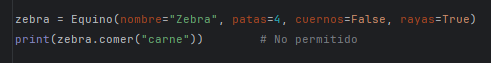 zebra = Equino(nombre="Zebra", patas=4, cuernos=False, rayas=True)
print(zebra.comer("carne"))         # No permitido